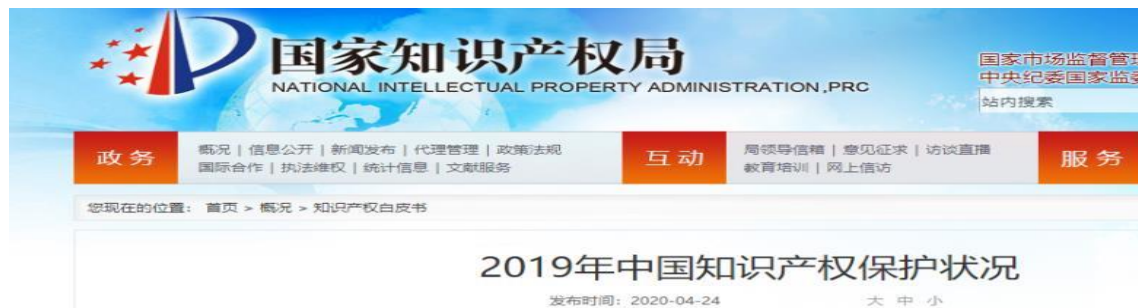 国家知识产权局
NATIONAL INTELLECTUAL PROPERTY ADMINISTRATION,PRC
国家市场监督管理
中央纪委国家监委
站内搜索
政务
概况 | 信息公开 | 新闻发布 | 代理管理 | 政策法规
国际合作 | 执法维权 | 统计信息 | 文献服务
互动
局领导信箱 | 意见征求 | 访谈直播
教育培训 | 网上信访
服务
您现在的位置： 首页 > 概况 > 知识产权白皮书
2019年中国知识产权保护状况
发布时间：2020-04-24 大 中 小